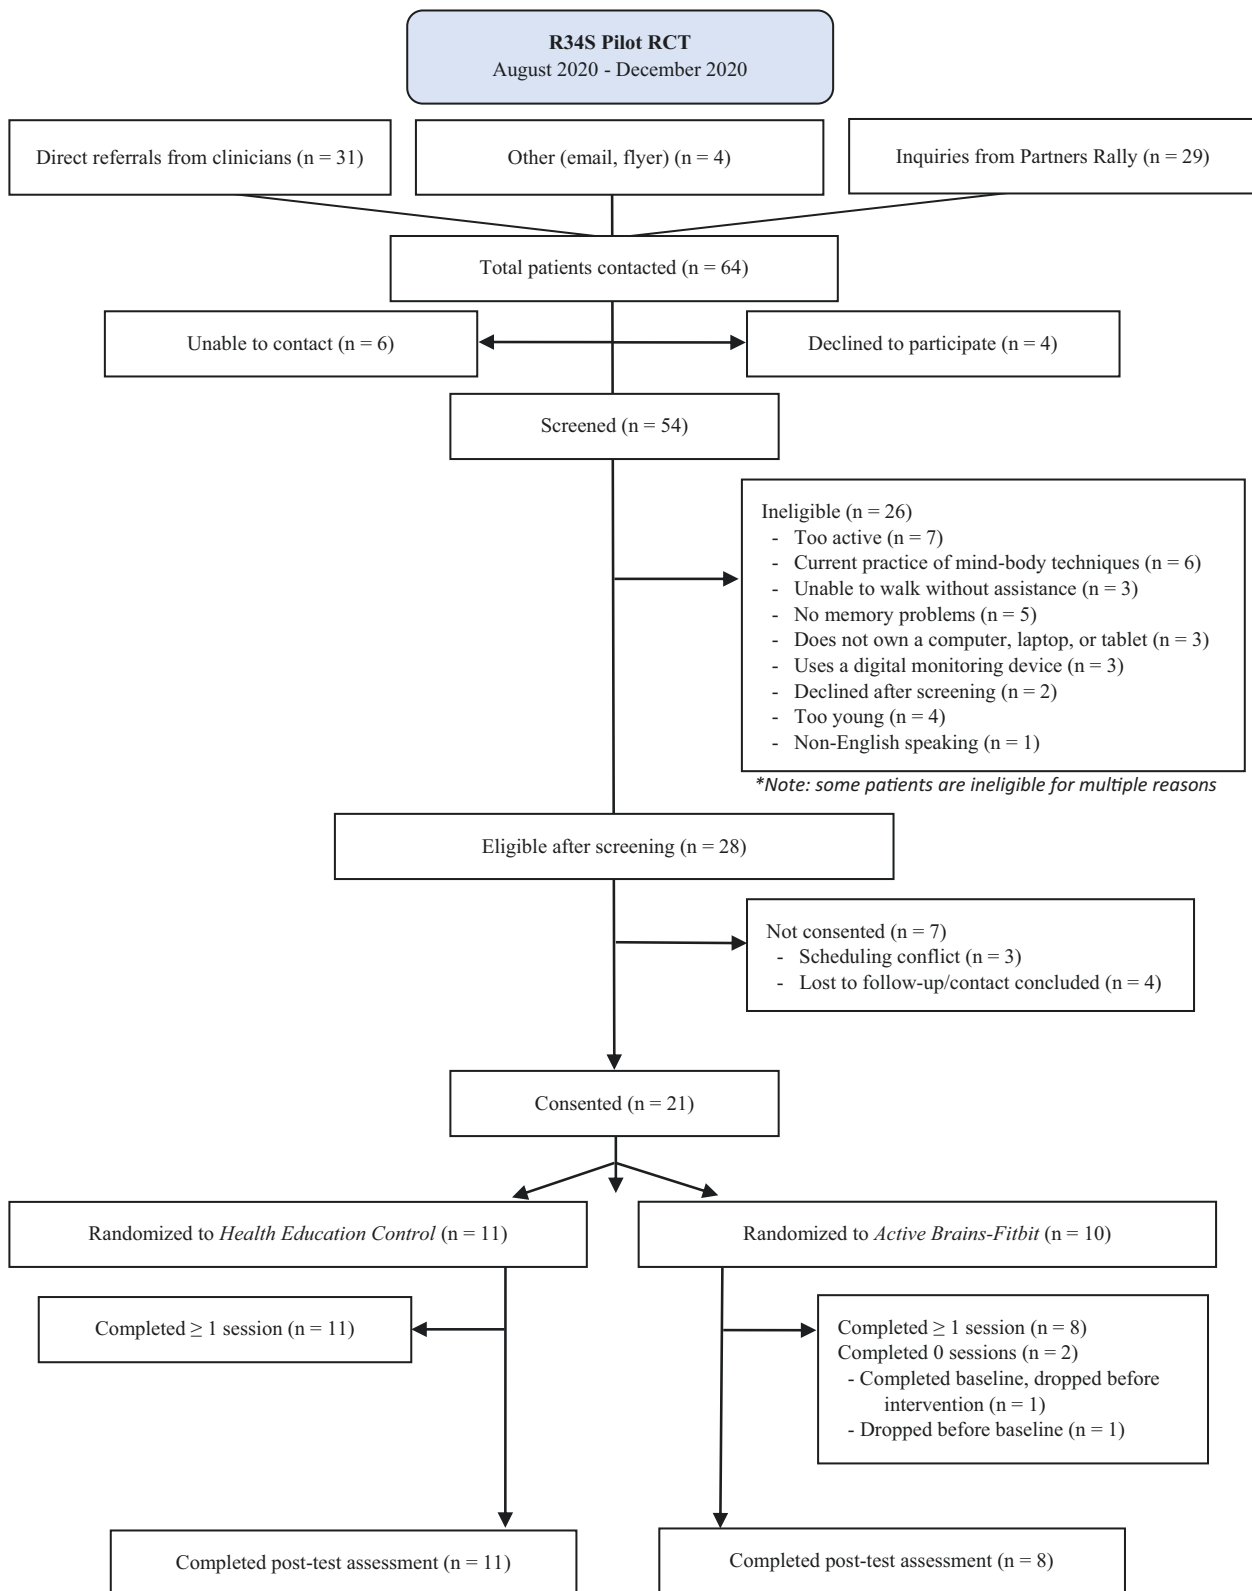 R34S Pilot RCT
August 2020 - December 2020
Direct referrals from clinicians (n = 31)
Other (email, flyer) (n = 4)
Inquiries from Partners Rally (n = 29)
Total patients contacted (n = 64)
Unable to contact (n = 6)
Declined to participate (n = 4)
Screened (n = 54)
Ineligible (n = 26)
- Too active (n = 7)
- Current practice of mind-body techniques (n = 6)
- Unable to walk without assistance (n = 3)
- No memory problems (n = 5)
- Does not own a computer, laptop, or tablet (n = 3)
- Uses a digital monitoring device (n = 3)
- Declined after screening (n = 2)
- Too young (n = 4)
- Non-English speaking (n = 1)
*Note: some patients are ineligible for multiple reasons
Eligible after screening (n = 28)
Not consented (n = 7)
- Scheduling conflict (n = 3)
- Lost to follow-up/contact concluded (n = 4)
Consented (n = 21)
Randomized to Health Education Control (n = 11)
Randomized to Active Brains-Fitbit (n = 10)
Completed ≥ 1 session (n = 11)
Completed ≥ 1 session (n = 8)
Completed 0 sessions (n = 2)
- Completed baseline, dropped before
intervention (n = 1)
- Dropped before baseline (n = 1)
Completed post-test assessment (n = 11)
Completed post-test assessment (n = 8)